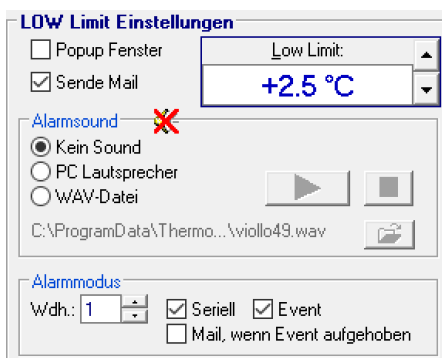 LOW Limit Einstellungen
Popup Fenster
Low Limit:
Sende Mail
+2.5 °C
Alarmsound
Kein Sound
PC Lautsprecher
WAV-Datei
C:\ProgramData\Thermo...\viollo49.wav
Alarmmodus
Wdh.: 1 Seriell Event
Mail, wenn Event aufgehoben